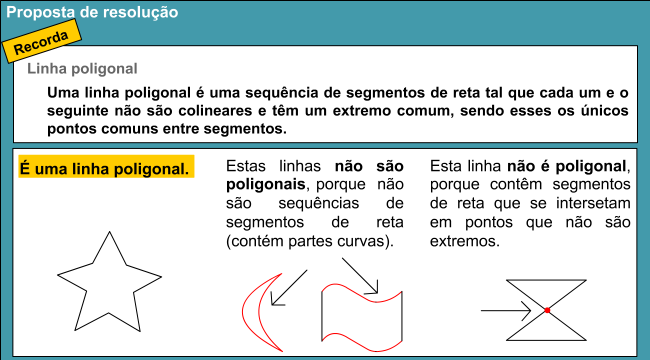 Proposta de resolução
Recorda
Linha poligonal
Uma linha poligonal é uma sequência de segmentos de reta tal que cada um e o
seguinte não são colineares e têm um extremo comum, sendo esses os únicos
pontos comuns entre segmentos.
É uma linha poligonal.
Estas linhas não são
poligonais, porque não
são sequências de
segmentos de reta
(contém partes curvas).
Esta linha não é poligonal,
porque contêm segmentos
de reta que se intersetam
em pontos que não são
extremos.